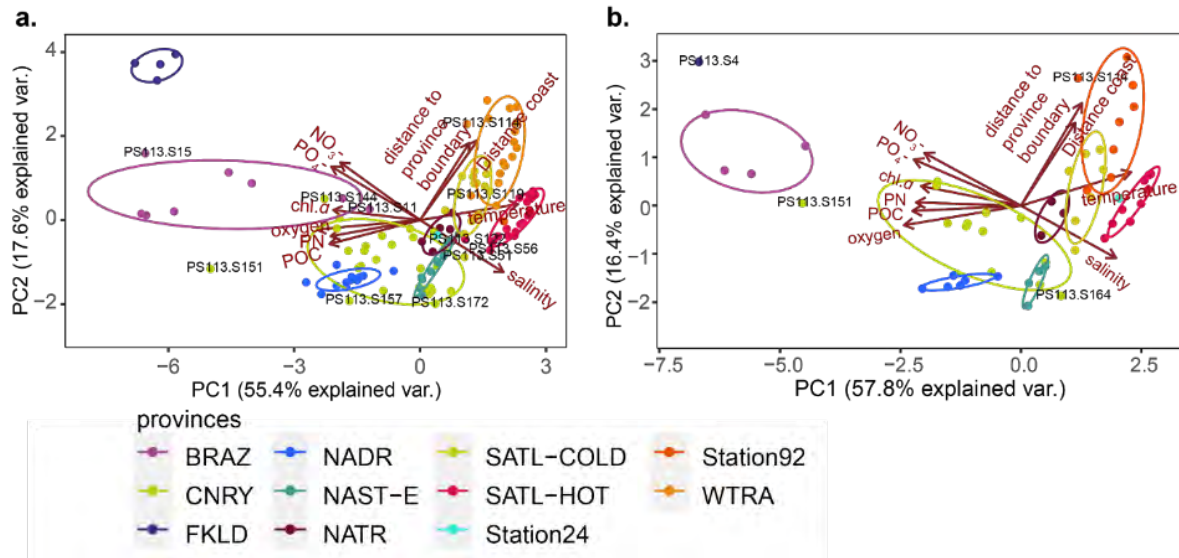 a.
4
2
0
−2
PC2 (17.6% explained var.)
−6
−3
0
3
PC1 (55.4% explained var.)
PS113.S15
PS113.S144
PS113.S11
PS113.S151
PS113.S157
PS113.S172
PS113.S114
PS113.S119
PS113.S56
PS113.S51
NO3-
chl.a
oxygen
PN
POC
distance to
province
boundary
Distance coast
temperature
salinity
b.
3
2
1
0
-1
-2
PC2 (16.4% explained var.)
−7.5
−5.0
−2.5
0.0
2.5
PC1 (57.8% explained var.)
PS113.S4
PS113.S151
PS113.S164
NO3-
chl.a
PN
POC
oxygen
distance to
province
boundary
Distance coast
temperature
salinity
provinces
BRAZ
NADR
SATL−COLD
Station92
CNRY
NAST−E
SATL−HOT
WTRA
FKLD
NATR
Station24